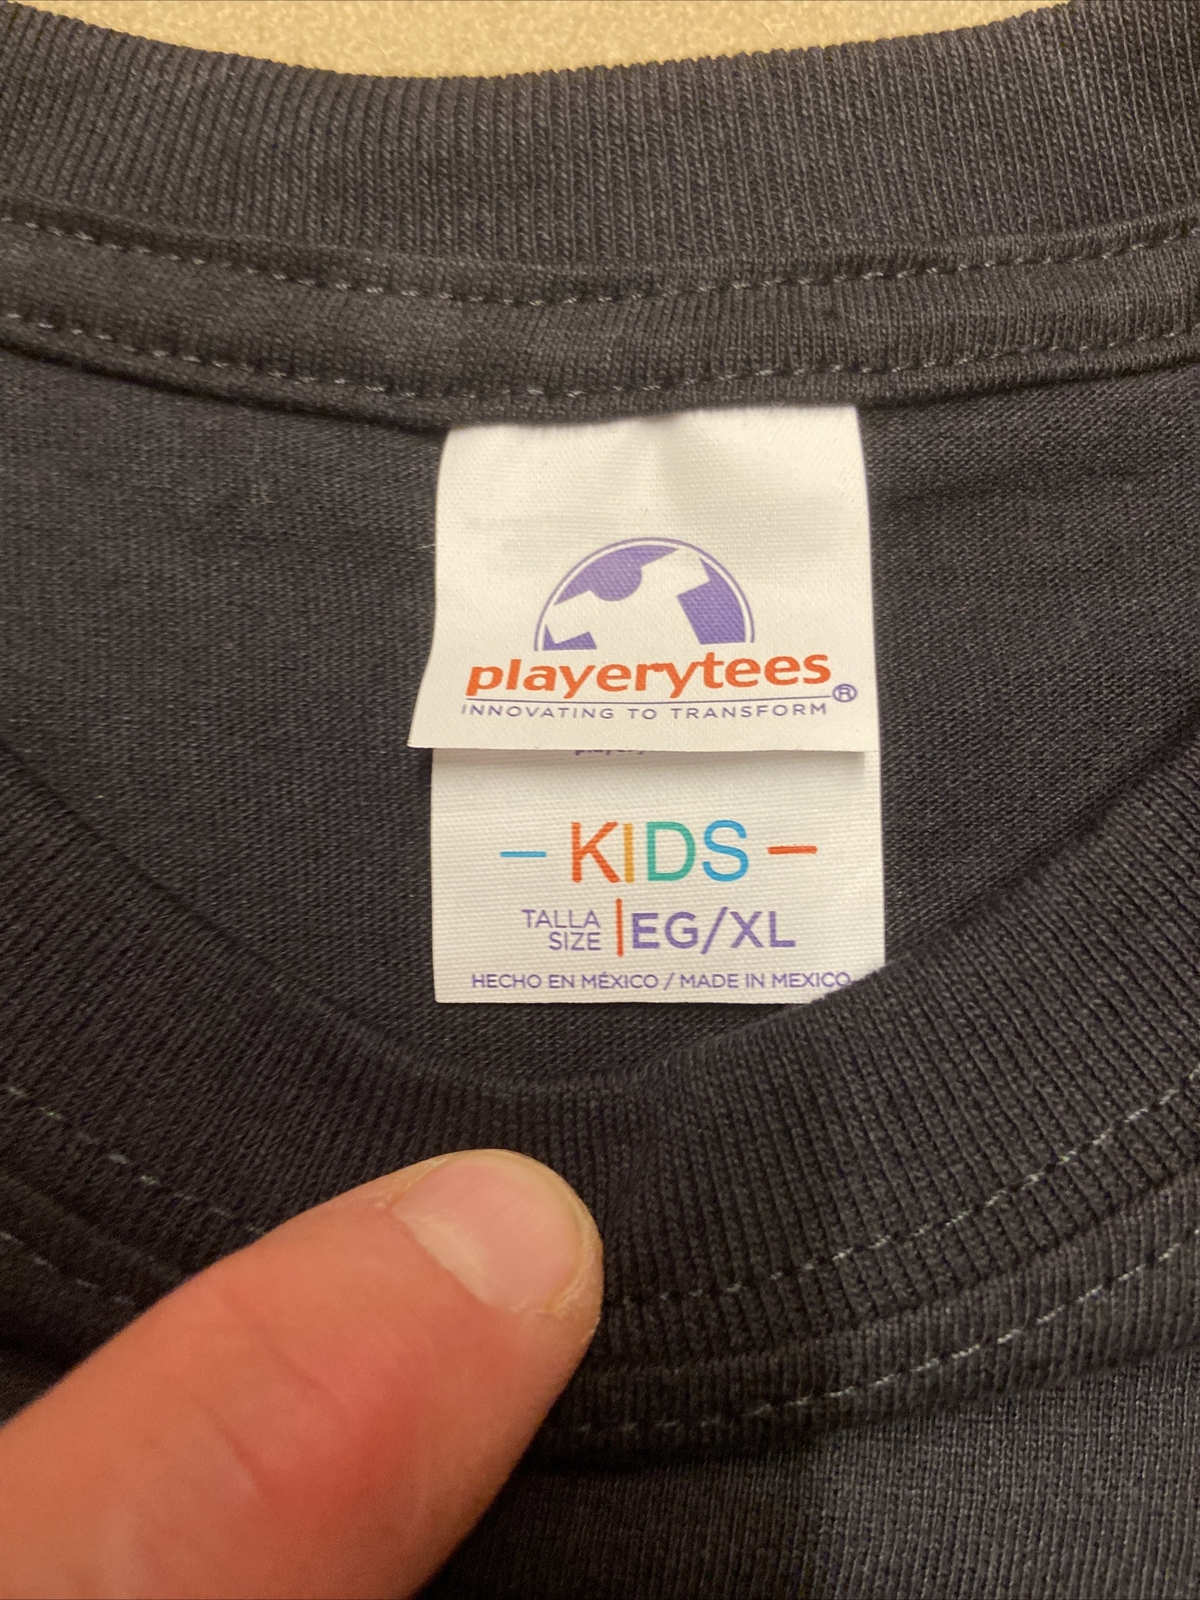 playerytees®
INNOVATING TO TRANSFORM
– KIDS –
TALLA
SIZE
EG/XL
HECHO EN MÉXICO / MADE IN MEXICO